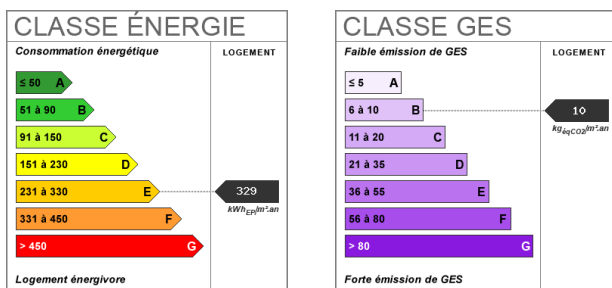 CLASSE ÉNERGIE
Consommation énergétique
LOGEMENT
≤ 50 A
51 à 90 B
91 à 150 C
151 à 230 D
231 à 330 E
329
kWhEP/m².an
331 à 450 F
> 450 G
Logement énergivore
CLASSE GES
Faible émission de GES
LOGEMENT
≤ 5 A
6 à 10 B
10
kgéqCO2/m².an
11 à 20 C
21 à 35 D
36 à 55 E
56 à 80 F
> 80 G
Forte émission de GES